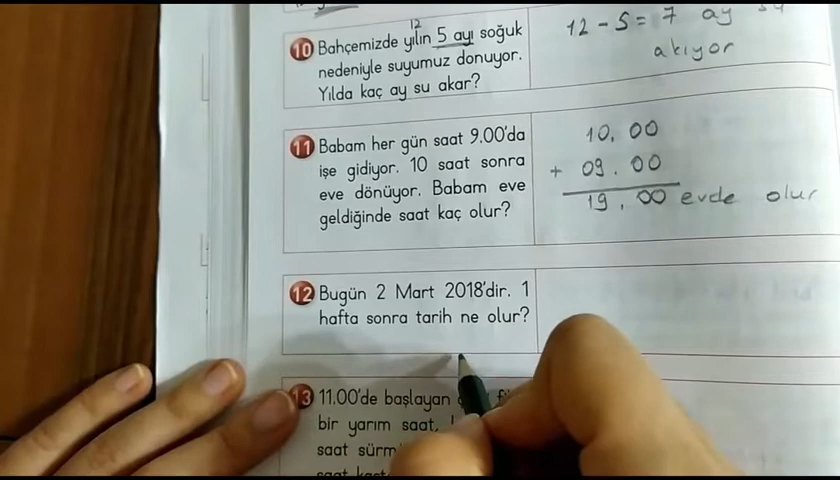 12
10 Bahçemizde yılın 5 ayı soğuk
nedeniyle suyumuz donuyor.
Yılda kaç ay su akar?
12 - 5 = 7 ay su
akıyor
11 Babam her gün saat 9.00'da
işe gidiyor. 10 saat sonra
eve dönüyor. Babam eve
geldiğinde saat kaç olur?
10,00
+ 09.00
19,00 evde olur
12 Bugün 2 Mart 2018'dir. 1
hafta sonra tarih ne olur?
13 11.00'de başlayan
bir yarım saat,
saat
saat